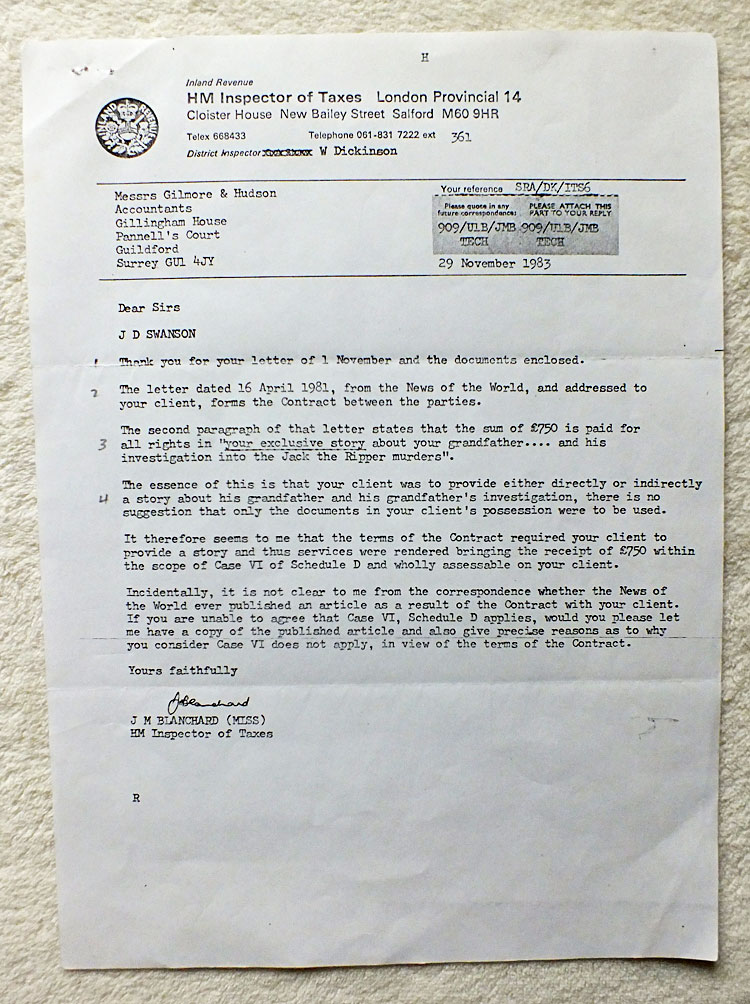 H
Inland Revenue
HM Inspector of Taxes London Provincial 14
Cloister House New Bailey Street Salford M60 9HR
Telex 668433 Telephone 061-831 7222 ext 361
District Inspector W Dickinson
INLAND REVENUE
Messrs Gilmore & Hudson
Accountants
Gillingham House
Pannell's Court
Guildford
Surrey GU1 4JY
Your reference SRA/DK/ITS6
Please quote in any future correspondence: PLEASE ATTACH THIS PART TO YOUR REPLY
909/U1B/JMB 909/U1B/JMB
TECH TECH
29 November 1983
Dear Sirs
J D SWANSON
1 Thank you for your letter of 1 November and the documents enclosed.
2 The letter dated 16 April 1981, from the News of the World, and addressed to
your client, forms the Contract between the parties.
The second paragraph of that letter states that the sum of £750 is paid for
3 all rights in "your exclusive story about your grandfather.... and his
investigation into the Jack the Ripper murders".
The essence of this is that your client was to provide either directly or indirectly
4 a story about his grandfather and his grandfather's investigation, there is no
suggestion that only the documents in your client's possession were to be used.
It therefore seems to me that the terms of the Contract required your client to
provide a story and thus services were rendered bringing the receipt of £750 within
the scope of Case VI of Schedule D and wholly assessable on your client.
Incidentally, it is not clear to me from the correspondence whether the News of
the World ever published an article as a result of the Contract with your client.
If you are unable to agree that Case VI, Schedule D applies, would you please let
me have a copy of the published article and also give precise reasons as to why
you consider Case VI does not apply, in view of the terms of the Contract.
Yours faithfully
JMBlanchard
J M BLANCHARD (MISS)
HM Inspector of Taxes
R